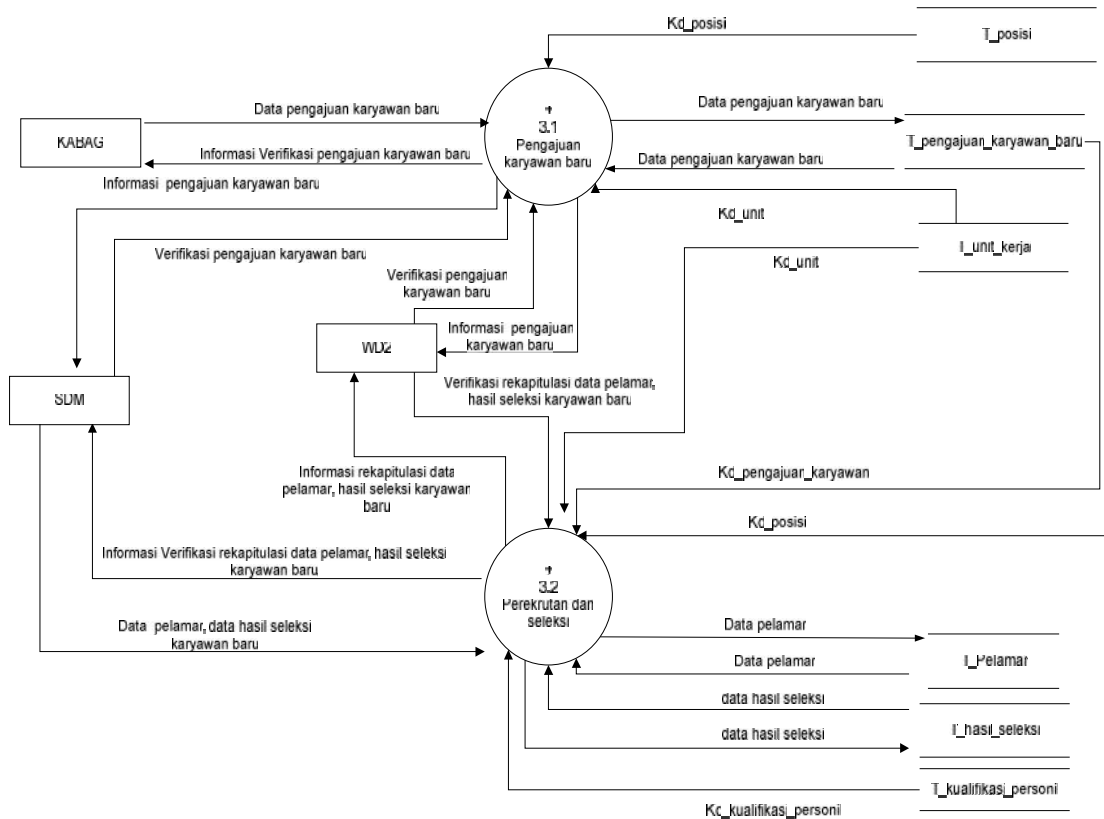 Kd_posisi
T_posisi
Data pengajuan karyawan baru
*
3.1
Pengajuan
karyawan baru
Data pengajuan karyawan baru
KABAG
T_pengajuan_karyawan_baru
Informasi Verifikasi pengajuan karyawan baru
Data pengajuan karyawan baru
Informasi pengajuan karyawan baru
Kd_unit
Verifikasi pengajuan karyawan baru
T_unit_kerja
Kd_unit
Verifikasi pengajuan
karyawan baru
WD2
Informasi pengajuan
karyawan baru
SDM
Verifikasi rekapitulasi data pelamar,
hasil seleksi karyawan baru
Informasi rekapitulasi data
pelamar, hasil seleksi karyawan
baru
Kd_pengajuan_karyawan
Kd_posisi
Informasi Verifikasi rekapitulasi data pelamar, hasil seleksi
karyawan baru
*
3.2
Perekrutan dan
seleksi
Data pelamar, data hasil seleksi
karyawan baru
Data pelamar
Data pelamar
T_Pelamar
data hasil seleksi
data hasil seleksi
T_hasil_seleksi
T_kualifikasi_personil
Kd_kualifikasi_personil